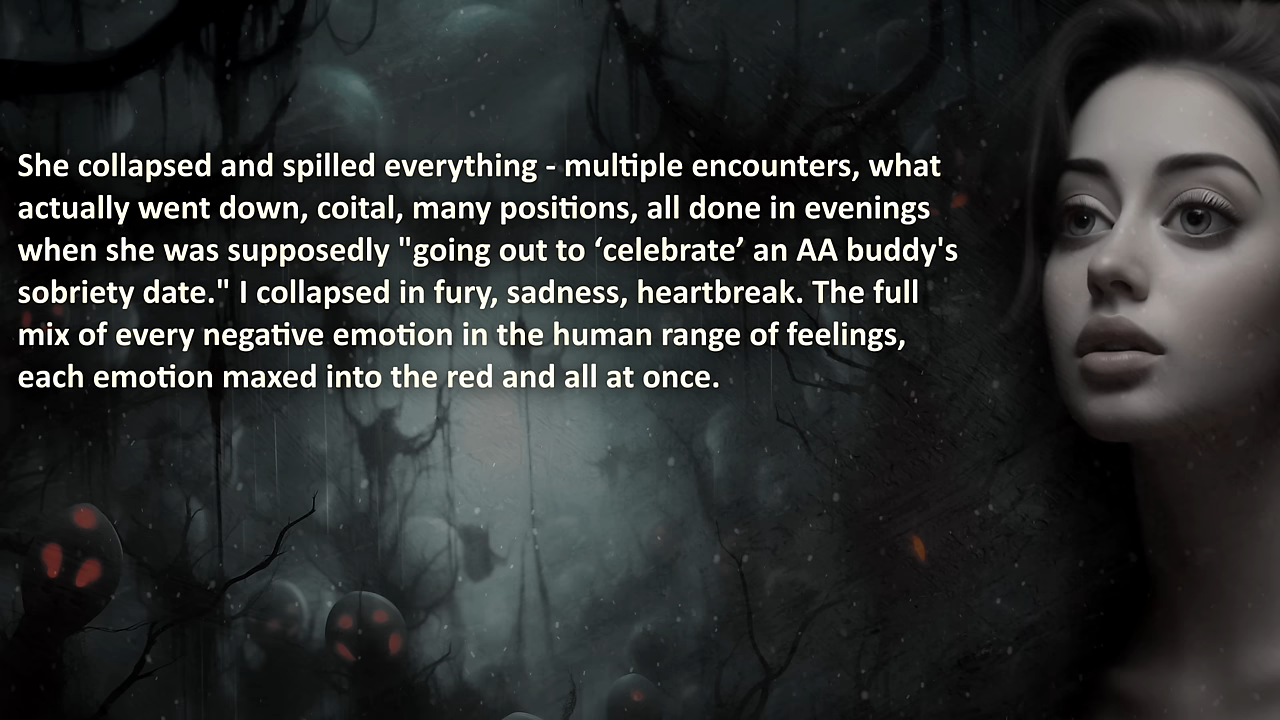 She collapsed and spilled everything - multiple encounters, what
actually went down, coital, many positions, all done in evenings
when she was supposedly "going out to ‘celebrate’ an AA buddy's
sobriety date." I collapsed in fury, sadness, heartbreak. The full
mix of every negative emotion in the human range of feelings,
each emotion maxed into the red and all at once.